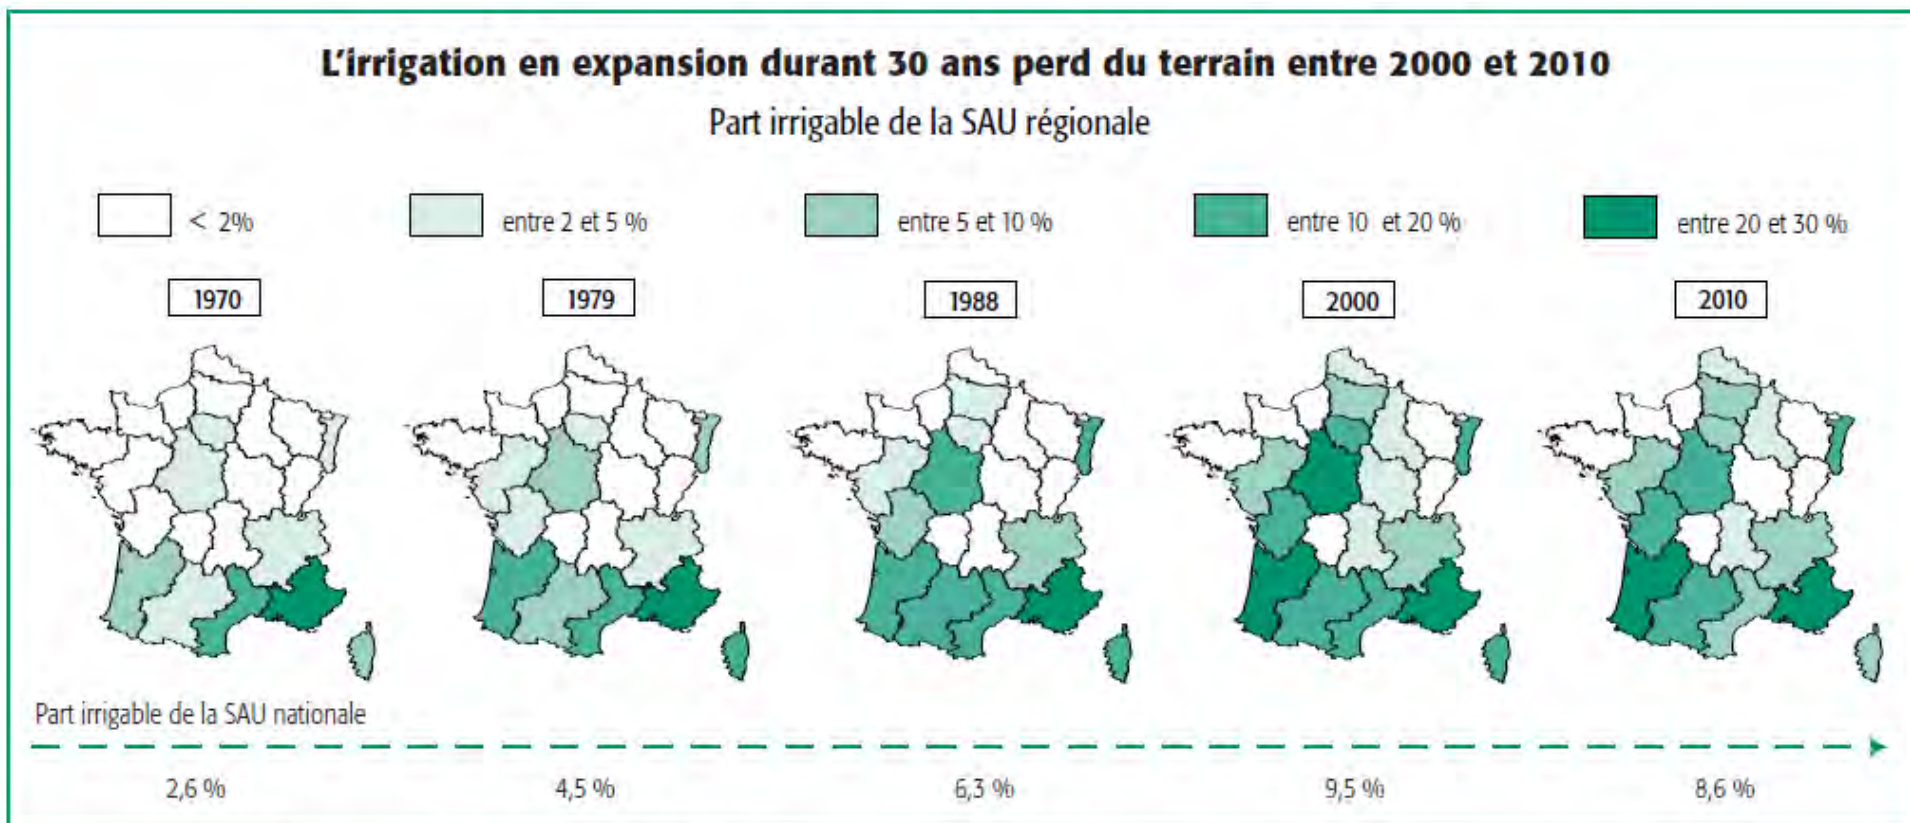 L'irrigation en expansion durant 30 ans perd du terrain entre 2000 et 2010
Part irrigable de la SAU régionale
< 2%
entre 2 et 5 %
entre 5 et 10 %
entre 10 et 20 %
entre 20 et 30 %
1970
1979
1988
2000
2010
Part irrigable de la SAU nationale
2,6 %
4,5 %
6,3 %
9,5 %
8,6 %